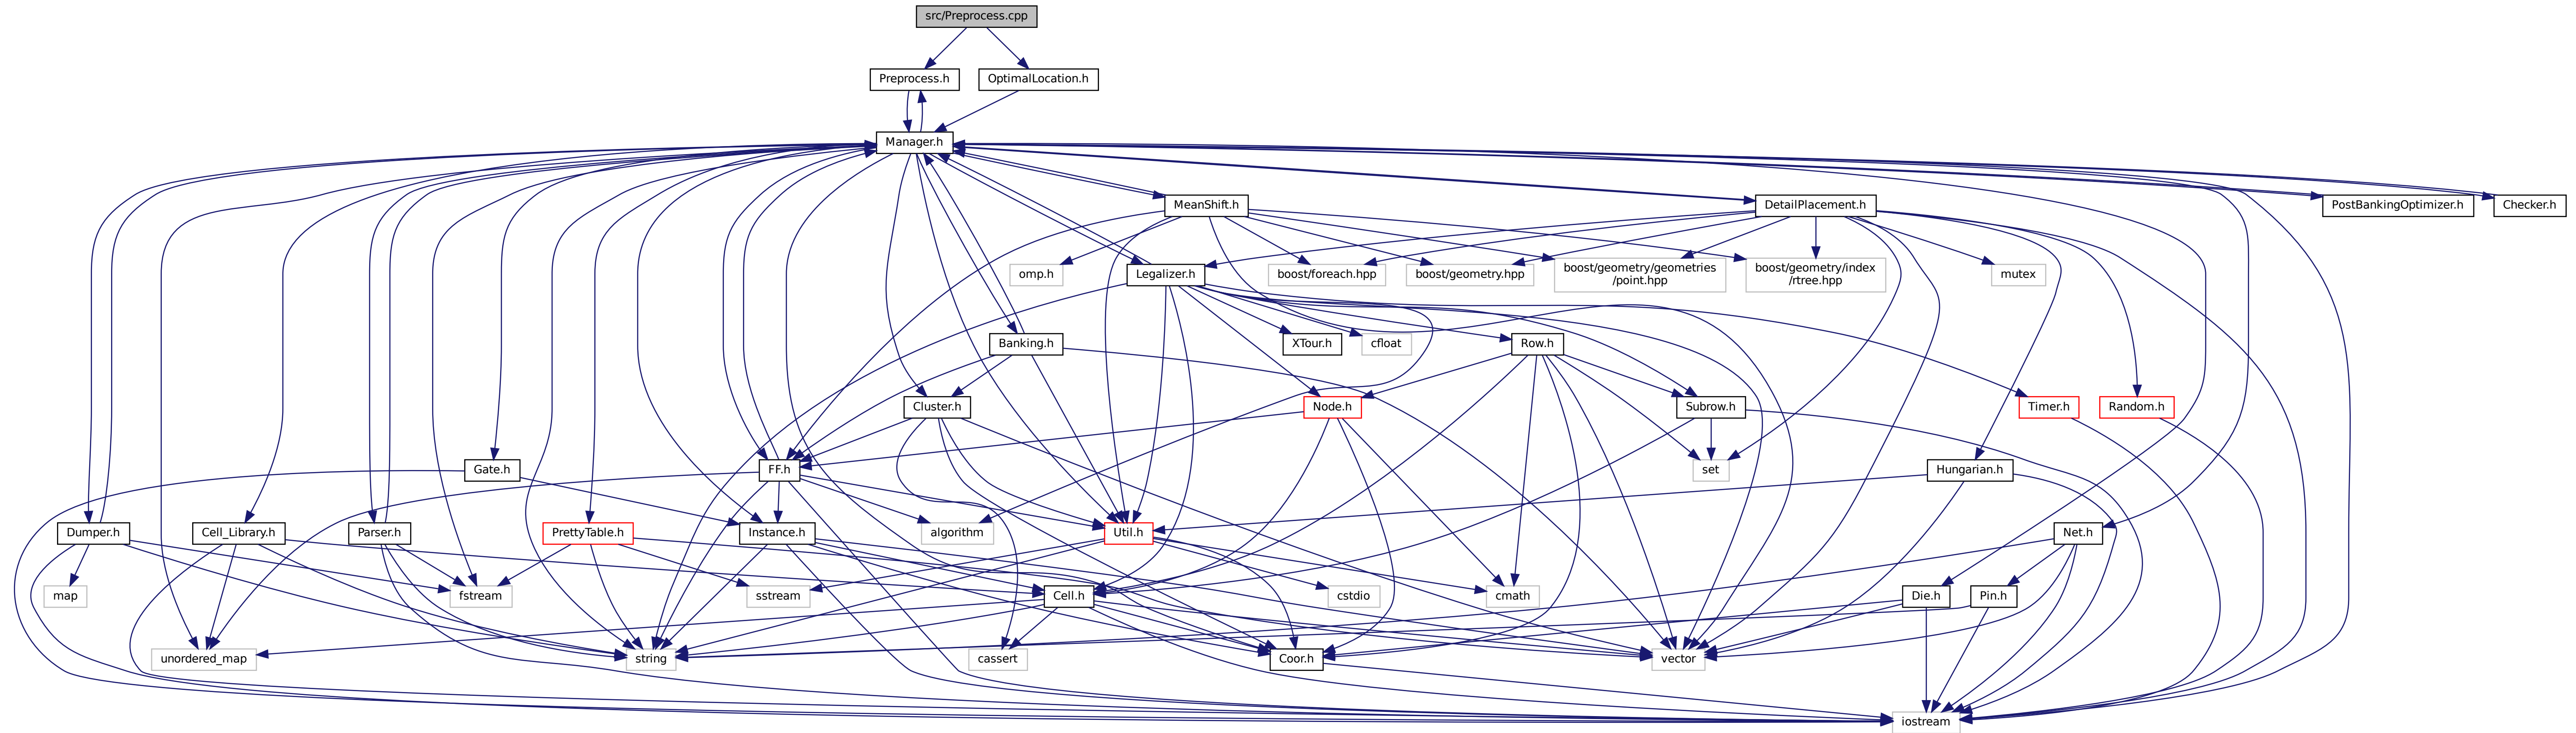 src/Preprocess.cpp
Preprocess.h
OptimalLocation.h
Manager.h
MeanShift.h
DetailPlacement.h
PostBankingOptimizer.h
Checker.h
omp.h
Legalizer.h
boost/foreach.hpp
boost/geometry.hpp
boost/geometry/geometries
/point.hpp
boost/geometry/index
/rtree.hpp
mutex
Banking.h
XTour.h
cfloat
Row.h
Cluster.h
Node.h
Subrow.h
Timer.h
Random.h
Gate.h
FF.h
set
Hungarian.h
Dumper.h
Cell_Library.h
Parser.h
PrettyTable.h
Instance.h
algorithm
Util.h
Net.h
map
fstream
sstream
Cell.h
cstdio
cmath
Die.h
Pin.h
unordered_map
string
cassert
Coor.h
vector
iostream